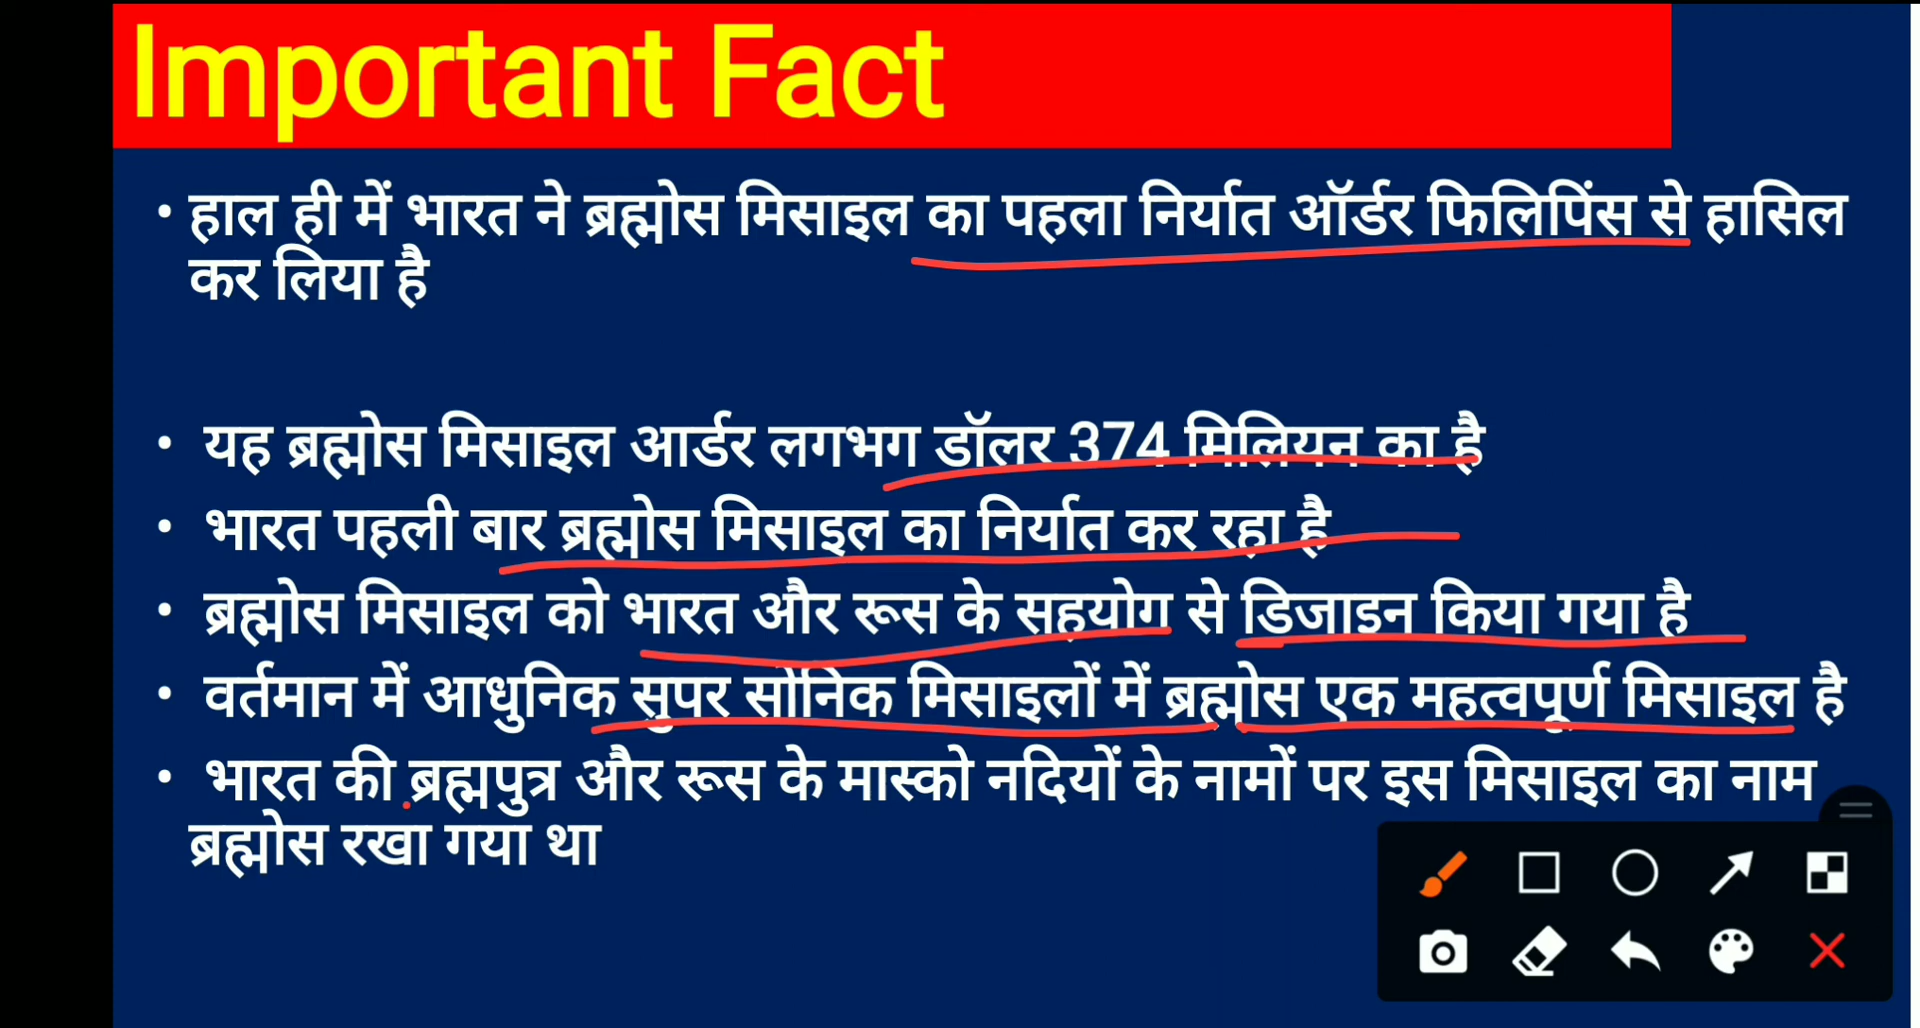 Important Fact
• हाल ही में भारत ने ब्रह्मोस मिसाइल का पहला निर्यात ऑर्डर फिलिपिंस से हासिल
कर लिया है
• यह ब्रह्मोस मिसाइल आर्डर लगभग डॉलर 374 मिलियन का है
• भारत पहली बार ब्रह्मोस मिसाइल का निर्यात कर रहा है
• ब्रह्मोस मिसाइल को भारत और रूस के सहयोग से डिजाइन किया गया है
• वर्तमान में आधुनिक सुपर सोनिक मिसाइलों में ब्रह्मोस एक महत्वपूर्ण मिसाइल है
• भारत की ब्रह्मपुत्र और रूस के मास्को नदियों के नामों पर इस मिसाइल का नाम
ब्रह्मोस रखा गया था